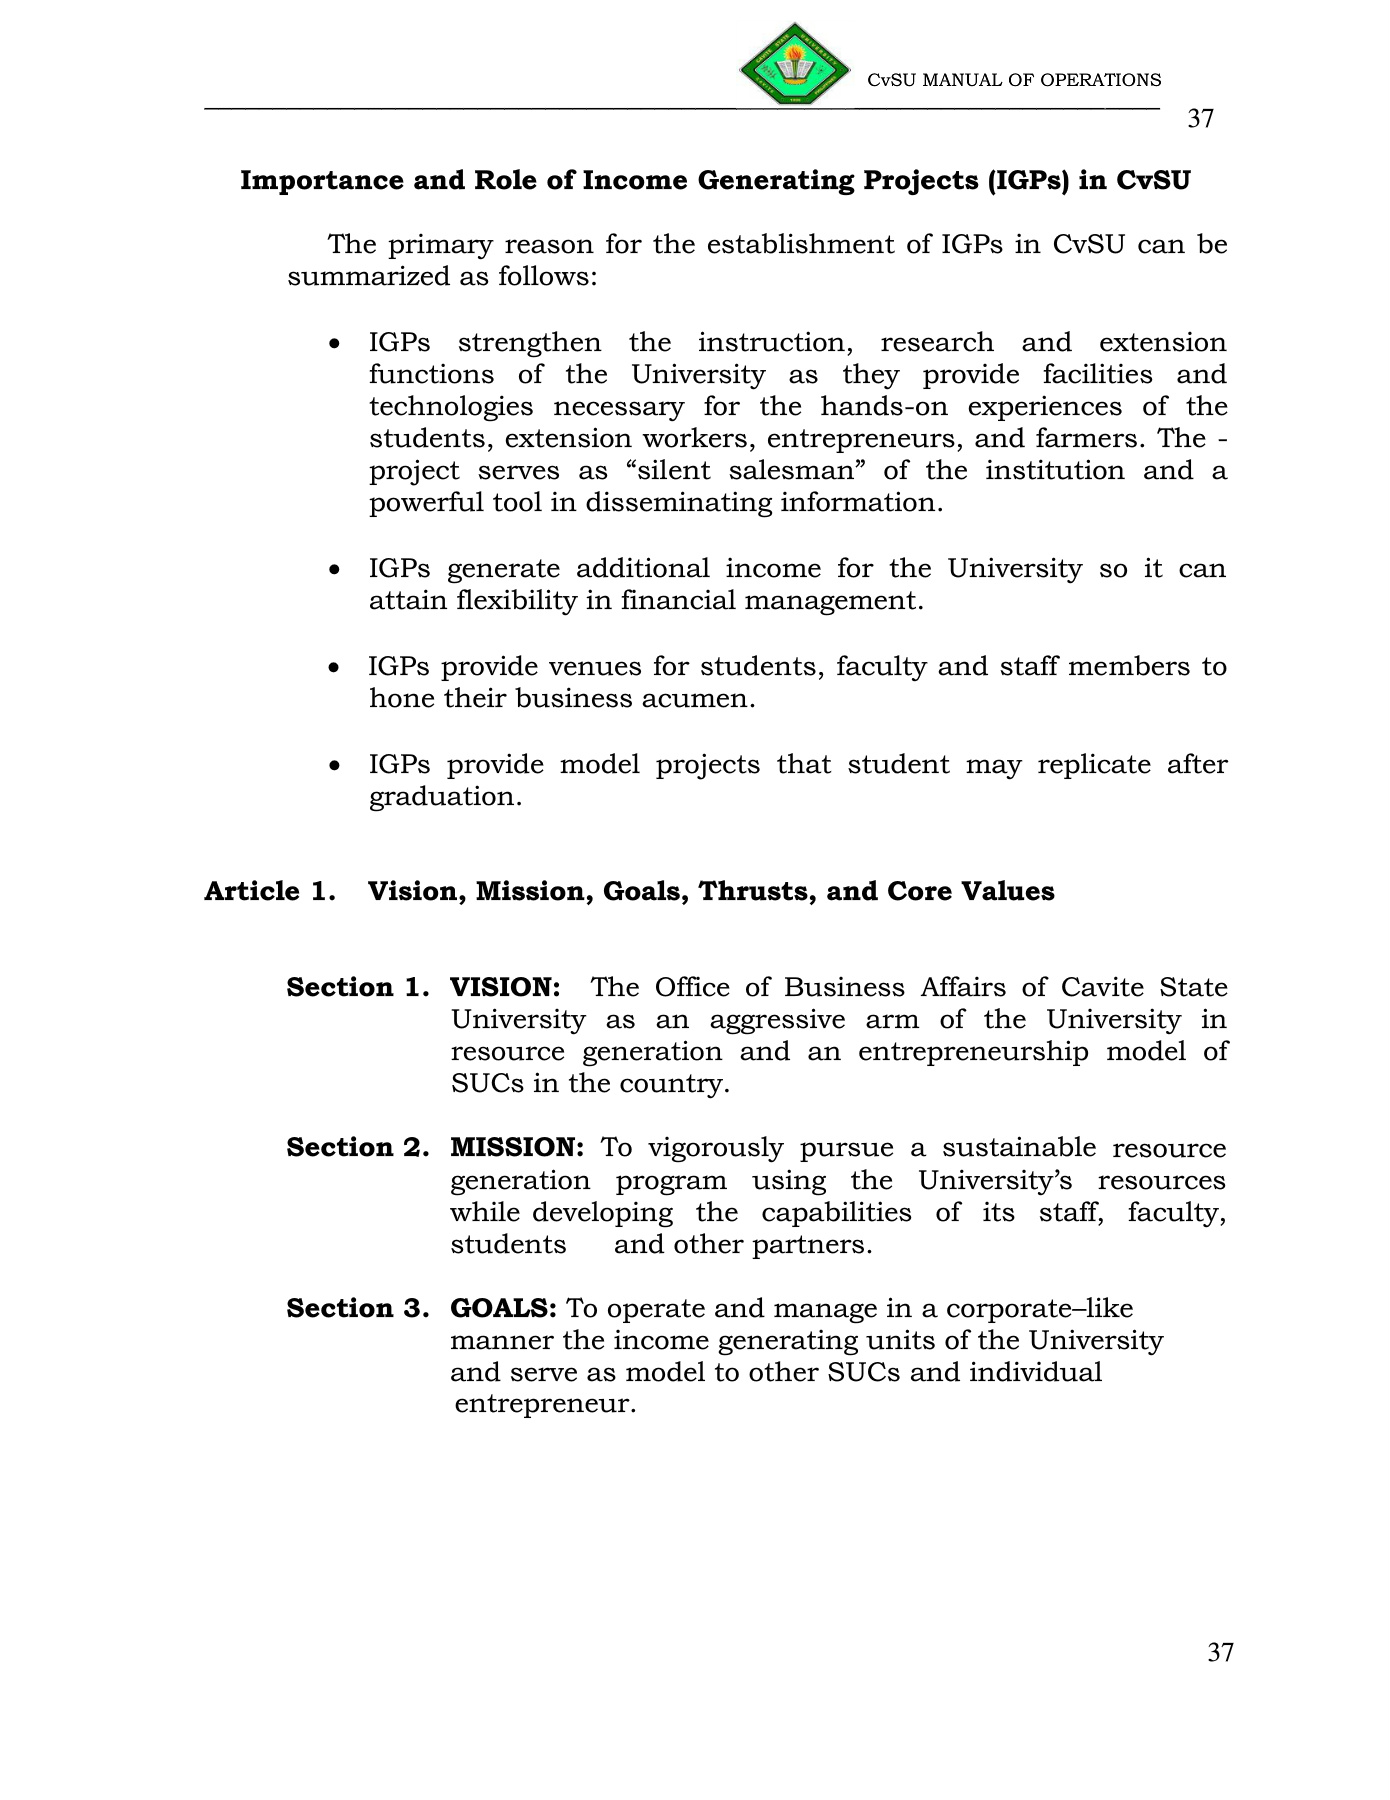 CvSU MANUAL OF OPERATIONS
37
Importance and Role of Income Generating Projects (IGPs) in CvSU
The primary reason for the establishment of IGPs in CvSU can be
summarized as follows:
• IGPs strengthen the instruction, research and extension
functions of the University as they provide facilities and
technologies necessary for the hands-on experiences of the
students, extension workers, entrepreneurs, and farmers. The -
project serves as “silent salesman” of the institution and a
powerful tool in disseminating information.
• IGPs generate additional income for the University so it can
attain flexibility in financial management.
• IGPs provide venues for students, faculty and staff members to
hone their business acumen.
• IGPs provide model projects that student may replicate after
graduation.
Article 1. Vision, Mission, Goals, Thrusts, and Core Values
Section 1. VISION: The Office of Business Affairs of Cavite State
University as an aggressive arm of the University in
resource generation and an entrepreneurship model of
SUCs in the country.
Section 2. MISSION: To vigorously pursue a sustainable resource
generation program using the University’s resources
while developing the capabilities of its staff, faculty,
students and other partners.
Section 3. GOALS: To operate and manage in a corporate–like
manner the income generating units of the University
and serve as model to other SUCs and individual
entrepreneur.
37